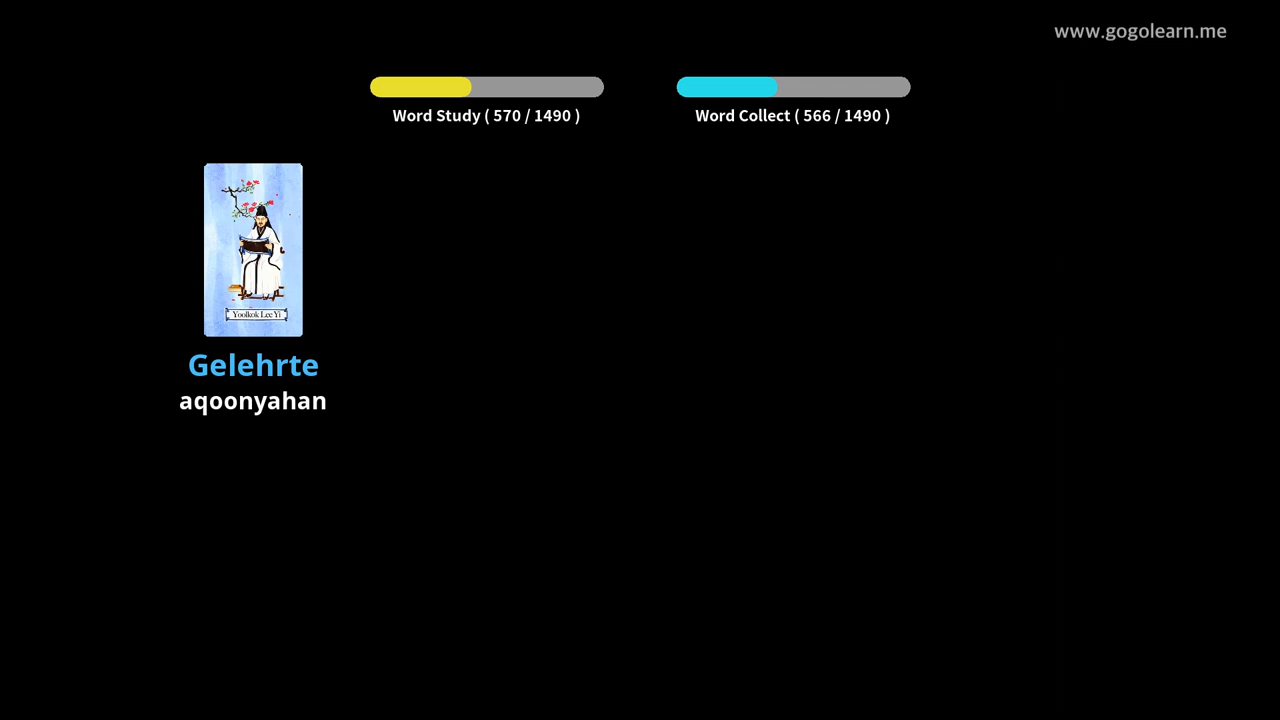 www.gogolearn.me
Word Study ( 570 / 1490 )
Word Collect ( 566 / 1490 )
Yoolkok Lee Yi
Gelehrte
aqoonyahan